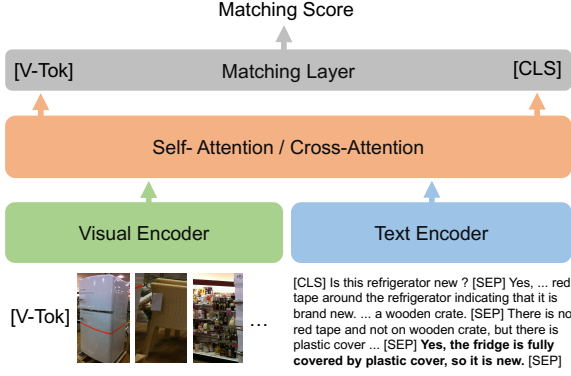 Matching Score
[V-Tok] Matching Layer [CLS]
Self- Attention / Cross-Attention
Visual Encoder Text Encoder
[V-Tok] ...
[CLS] Is this refrigerator new ? [SEP] Yes, ... red
tape around the refrigerator indicating that it is
brand new. ... a wooden crate. [SEP] There is no
red tape and not on wooden crate, but there is
plastic cover ... [SEP] Yes, the fridge is fully
covered by plastic cover, so it is new. [SEP]